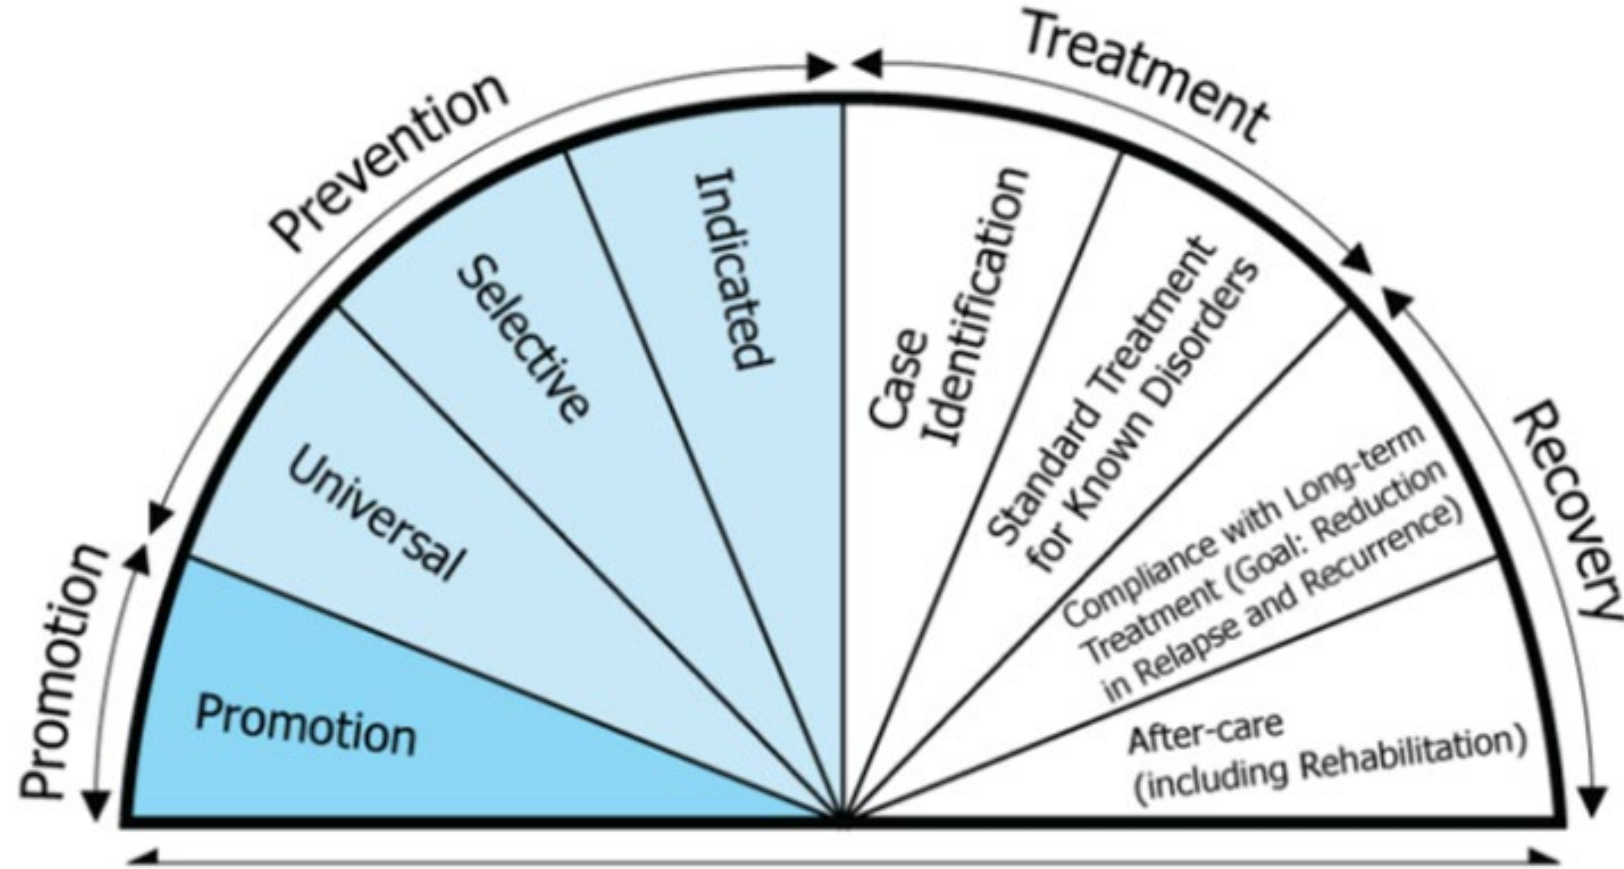 Promotion
Prevention
Treatment
Recovery
Promotion
Universal
Selective
Indicated
Case
Identification
Standard Treatment
for Known Disorders
Compliance with Long-term
Treatment (Goal: Reduction
in Relapse and Recurrence)
After-care
(including Rehabilitation)